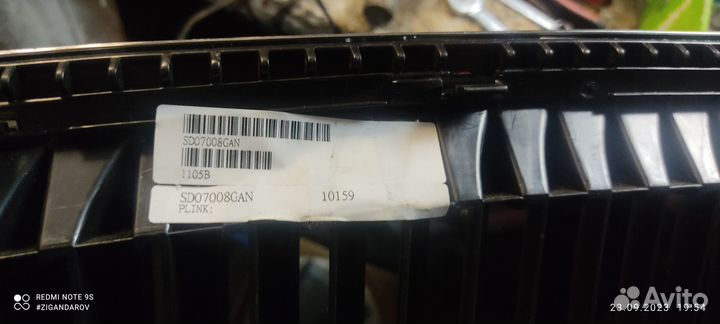 SD07008GAN
1105B
SD07008GAN 10159
PLINK:
REDMI NOTE 9S
#ZIGANDAROV
Avito
23.09.2023 19:54